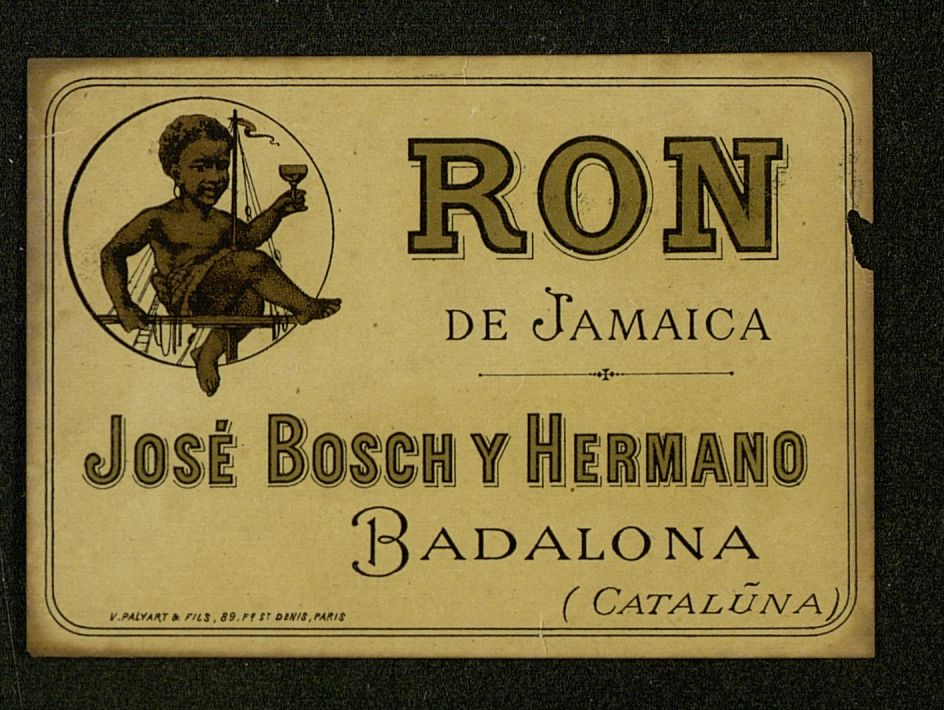 RON
DE JAMAICA
JOSÉ BOSCH Y HERMANO
BADALONA
(CATALŨNA)
V. PALYART & FILS, 89. Fg ST DENIS, PARIS